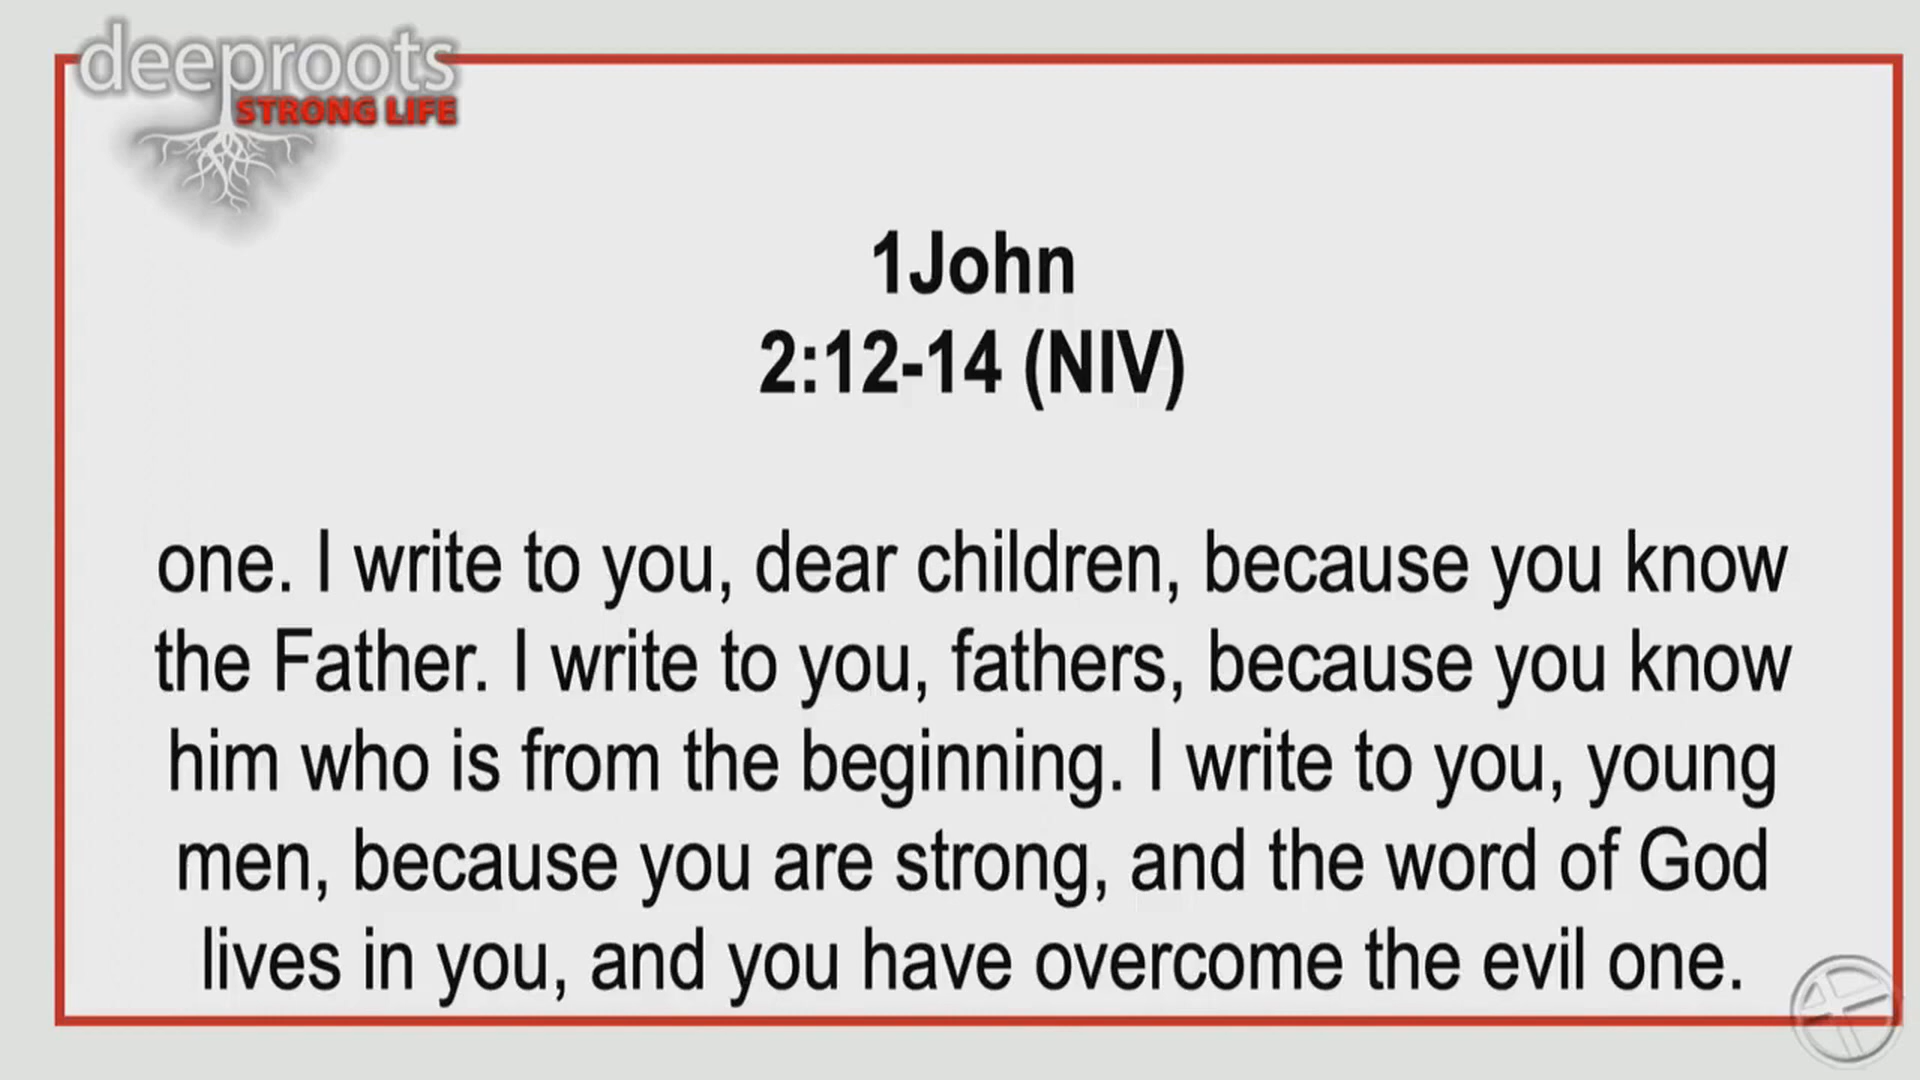 deeproots
STRONG LIFE
1John
2:12-14 (NIV)
one. I write to you, dear children, because you know
the Father. I write to you, fathers, because you know
him who is from the beginning. I write to you, young
men, because you are strong, and the word of God
lives in you, and you have overcome the evil one.